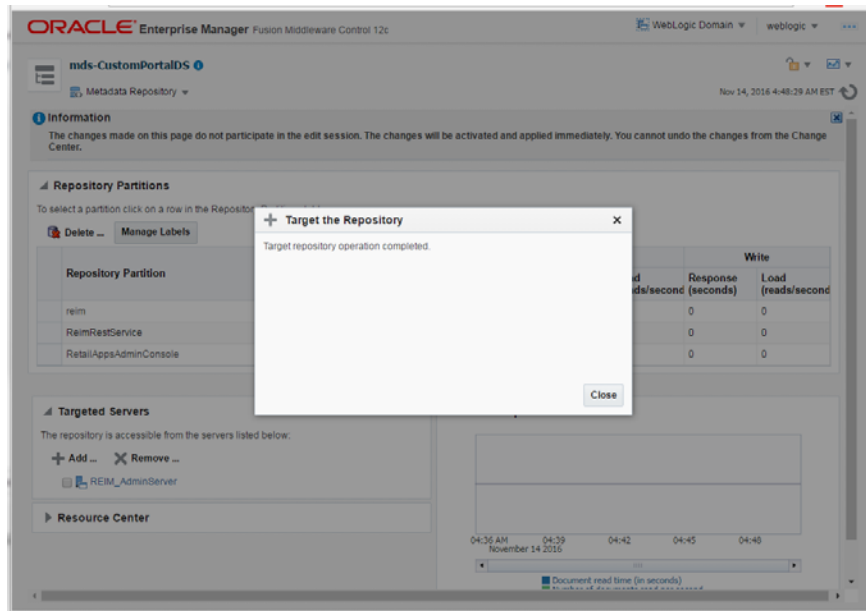 ORACLE Enterprise Manager Fusion Middleware Control 12c
WebLogic Domain
weblogic
mds-CustomPortalDS
Metadata Repository
Nov 14, 2016 4:48:29 AM EST
Information
The changes made on this page do not participate in the edit session. The changes will be activated and applied immediately. You cannot undo the changes from the Change
Center.
Repository Partitions
To select a partition click on a row in the
Delete ...
Manage Labels
Target the Repository
Target repository operation completed.
Close
Write
Repository Partition
Response
(seconds)
Load
(reads/second
reim
0
0
ReimRestService
0
0
RetailAppsAdminConsole
0
0
Targeted Servers
The repository is accessible from the servers listed below:
Add ...
Remove ...
REIM_AdminServer
Resource Center
04:36 AM
04:39
04:42
04:45
04:48
November 14 2016
Document read time (in seconds)